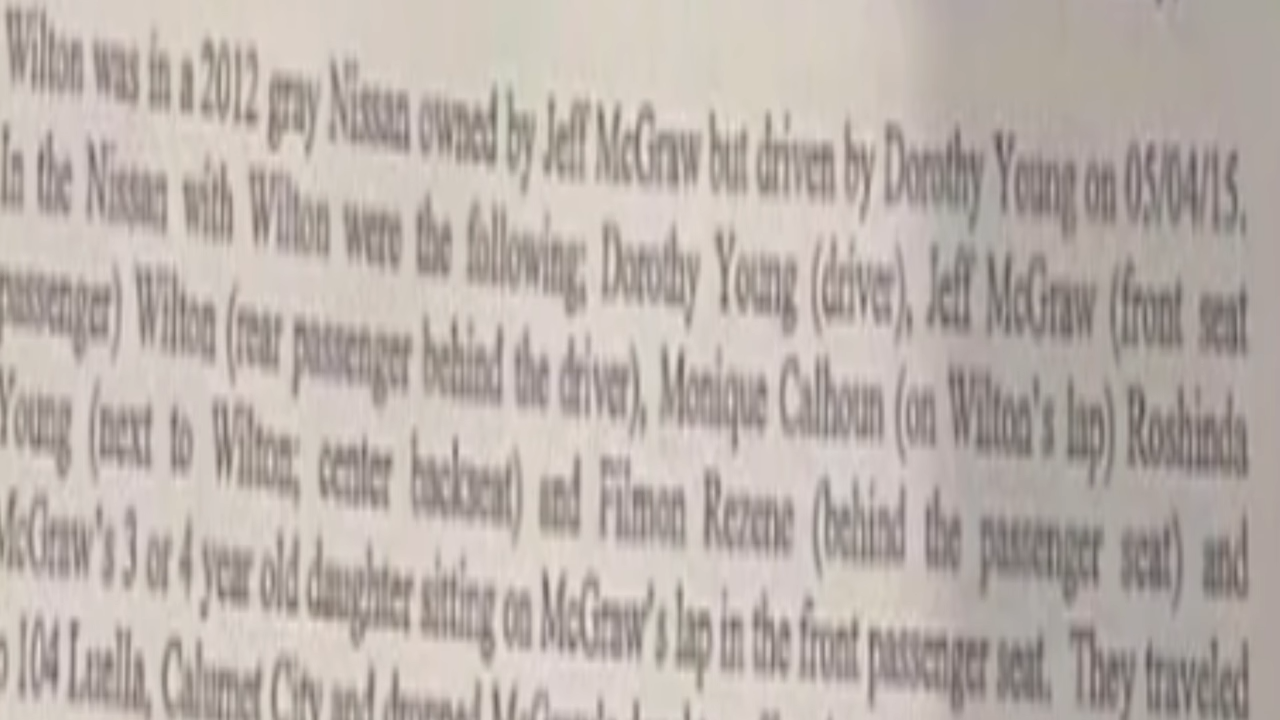 Wilton was in a 2012 gray Nissan owned by Jeff McGraw but driven by Dorothy Young on 05/04/15.
In the Nissan with Wilton were the following; Dorothy Young (driver), Jeff McGraw (front seat
passenger) Wilton (rear passenger behind the driver), Monique Calhoun (on Wilton's lap) Roshinda
Young (next to Wilton; center backseat) and Filmon Rezene (behind the passenger seat) and
McGraw's 3 or 4 year old daughter sitting on McGraw's lap in the front passenger seat. They traveled
104 Luella, Calumet City and dropped McGraw's